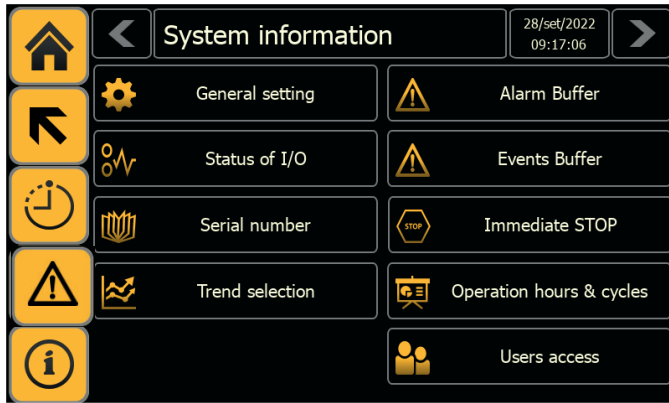 System information
28/set/2022
09:17:06
General setting
Alarm Buffer
Status of I/O
Events Buffer
Serial number
STOP
Immediate STOP
Trend selection
Operation hours & cycles
i
Users access